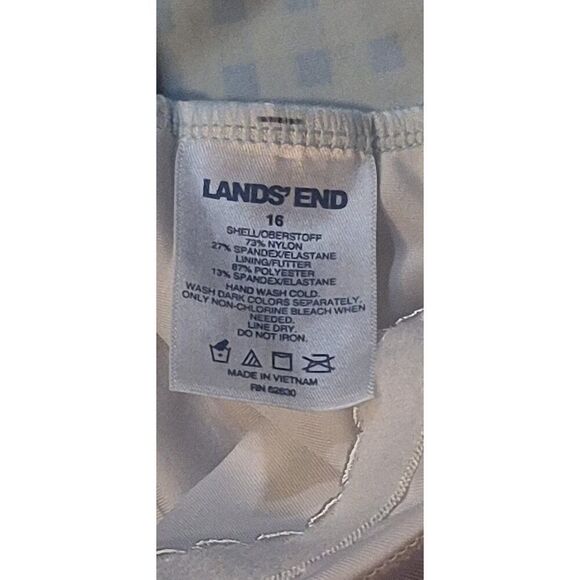 LANDS' END
16
SHELL/OBERSTOFF
73% NYLON
27% SPANDEX/ELASTANE
LINING/FUTTER
87% POLYESTER
13% SPANDEX/ELASTANE
HAND WASH COLD.
WASH DARK COLORS SEPARATELY.
ONLY NON-CHLORINE BLEACH WHEN
NEEDED.
LINE DRY.
DO NOT IRON.
MADE IN VIETNAM
RN 62830